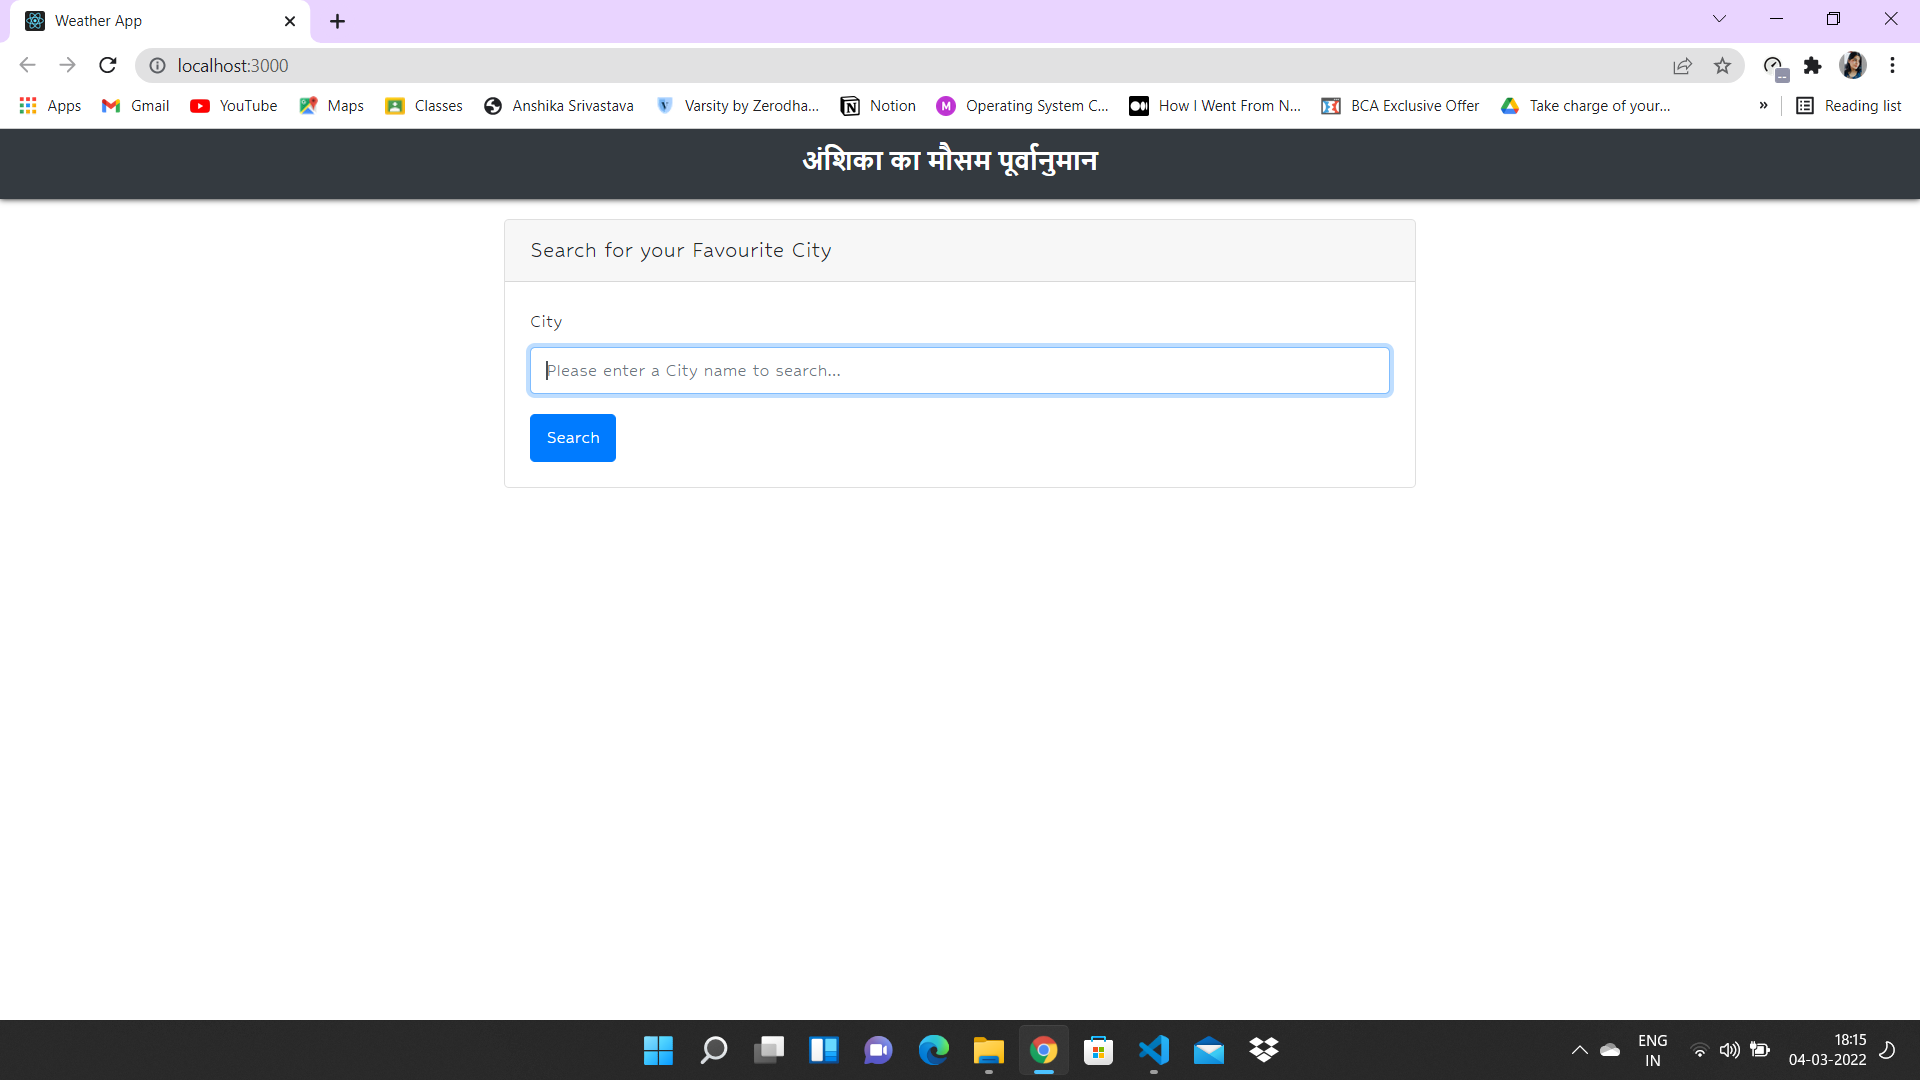 Weather App
localhost:3000
Apps
Gmail
YouTube
Maps
Classes
Anshika Srivastava
Varsity by Zerodha...
Notion
Operating System C...
How I Went From N...
BCA Exclusive Offer
Take charge of your...
»
Reading list
अंशिका का मौसम पूर्वानुमान
Search for your Favourite City
City
Please enter a City name to search...
Search
ENG
IN
18:15
04-03-2022